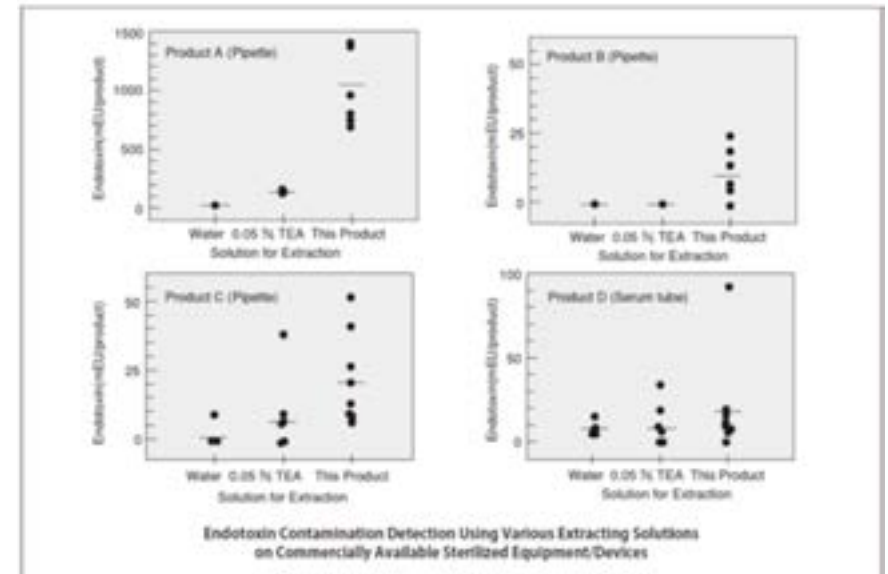 Product A (Pipette)
Endotoxin(mEU/product)
1500
1000
500
0
Water 0.05 % TEA This Product
Solution for Extraction
Product B (Pipette)
Endotoxin(mEU/product)
50
25
0
Water 0.05 % TEA This Product
Solution for Extraction
Product C (Pipette)
Endotoxin(mEU/product)
50
25
0
Water 0.05 % TEA This Product
Solution for Extraction
Product D (Serum tube)
Endotoxin(mEU/product)
100
50
0
Water 0.05 % TEA This Product
Solution for Extraction
Endotoxin Contamination Detection Using Various Extracting Solutions
on Commercially Available Sterilized Equipment/Devices